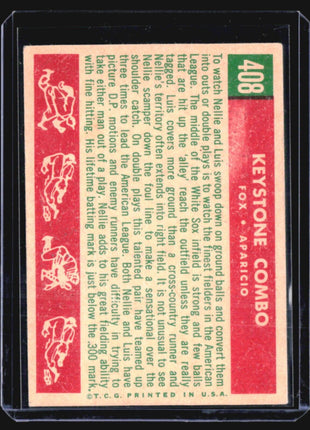 408
KEYSTONE COMBO
FOX - APARICIO
To watch Nellie and Luis swoop down on ground balls and convert them
into outs or double plays is to watch the finest fielders in the American
League. The middle of the White Sox infield is so strong that few balls
that are hit up the 'alley' reach the outfield unless they are
tagged. Luis covers more ground than a cross-country runner and
Nellie's territory often extends into right field. It is not unusual to see
Nellie scamper down the foul line to make a sensational over the
shoulder catch. On double plays this talented pair have teamed up
three times to lead the American League. Both Nellie and Luis have
picture D.P. motions and enemy runners have difficulty in trying to
take either man out of a play. Nellie adds to his great fielding ability
with fine hitting. His lifetime batting mark is just below the .300 mark.
© T.C.G. PRINTED IN U.S.A.